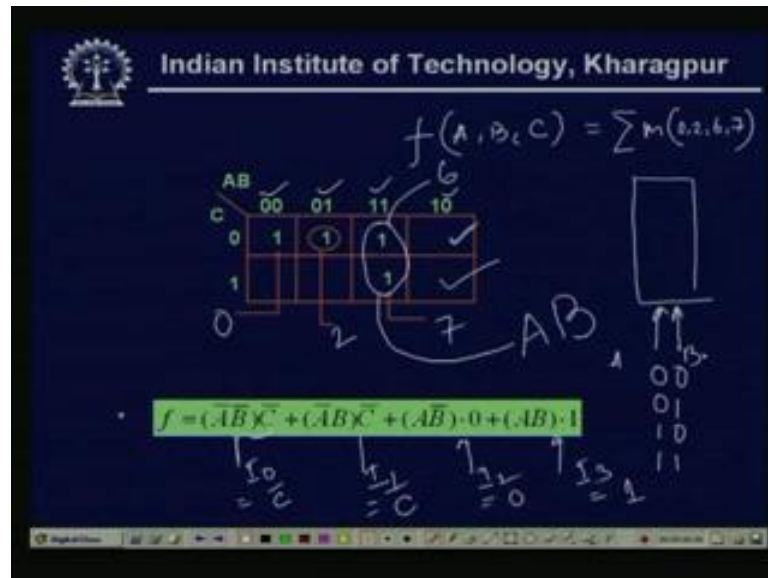 Indian Institute of Technology, Kharagpur
f(A, B, C) = ∑m(0,2,6,7)
6
AB
C
00 01 11 10
0 1 1 1
1 1
0 2 7 AB
A B
00
01
10
11
f = (A̅B̅)C̅ + (A̅B)C̅ + (AB̅)·0 + (AB)·1
I0 I1 I2 I3
= C̅ = C̅ = 0 = 1